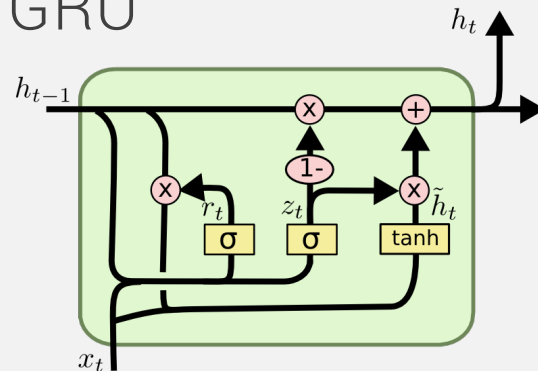 GRU
h_t
h_{t-1}
x +
1-
x x
r_t z_t h̃_t
σ σ tanh
x_t